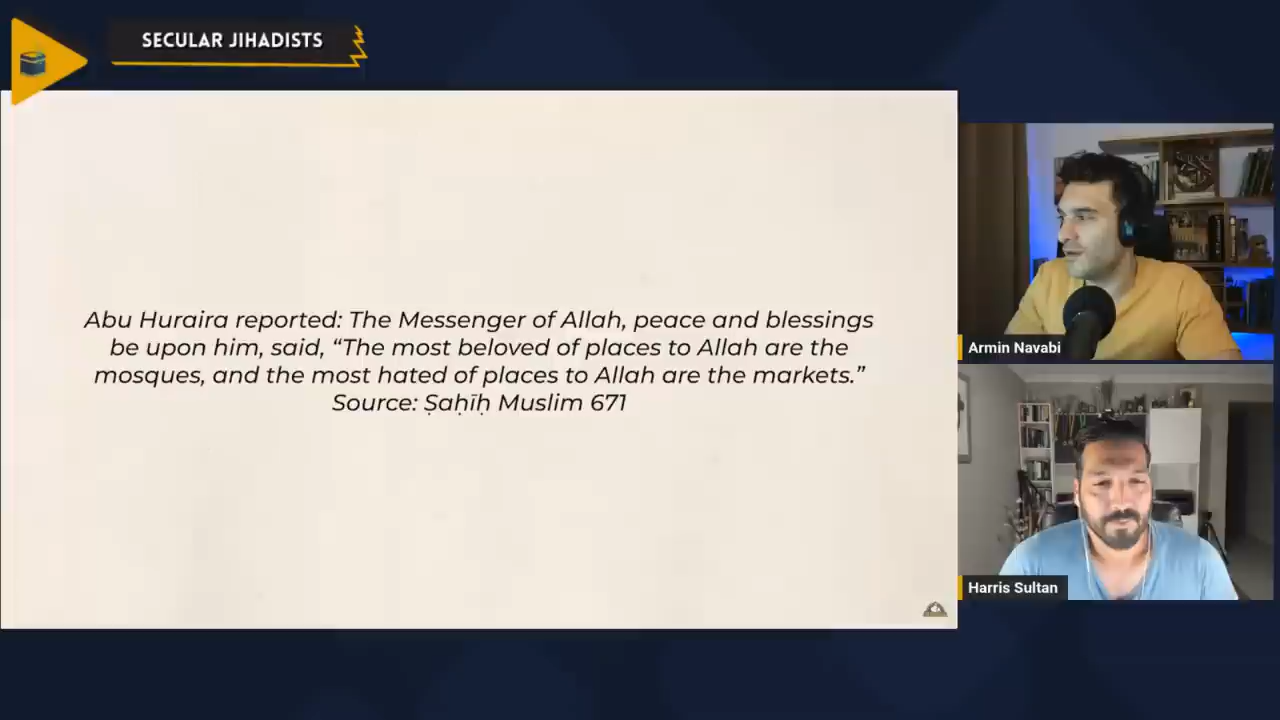 SECULAR JIHADISTS
Abu Huraira reported: The Messenger of Allah, peace and blessings
be upon him, said, “The most beloved of places to Allah are the
mosques, and the most hated of places to Allah are the markets.”
Source: Ṣaḥīḥ Muslim 671
SCIENCE
Armin Navabi
Harris Sultan